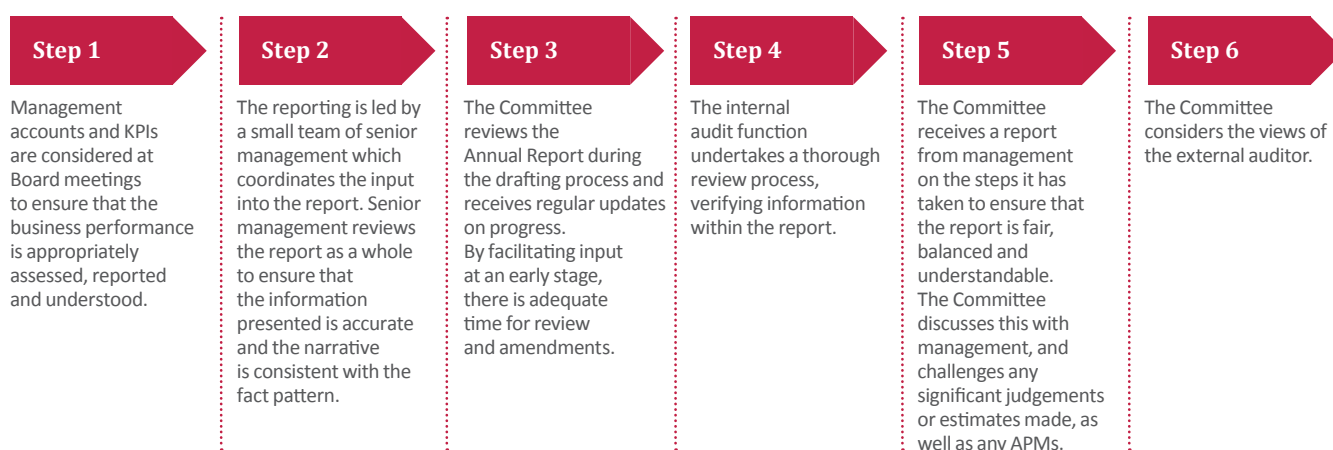 Step 1
Management
accounts and KPIs
are considered at
Board meetings
to ensure that the
business performance
is appropriately
assessed, reported
and understood.
Step 2
The reporting is led by
a small team of senior
management which
coordinates the input
into the report. Senior
management reviews
the report as a whole
to ensure that
the information
presented is accurate
and the narrative
is consistent with the
fact pattern.
Step 3
The Committee
reviews the
Annual Report during
the drafting process and
receives regular updates
on progress.
By facilitating input
at an early stage,
there is adequate
time for review
and amendments.
Step 4
The internal
audit function
undertakes a thorough
review process,
verifying information
within the report.
Step 5
The Committee
receives a report
from management
on the steps it has
taken to ensure that
the report is fair,
balanced and
understandable.
The Committee
discusses this with
management, and
challenges any
significant judgements
or estimates made, as
well as any APMs.
Step 6
The Committee
considers the views of
the external auditor.